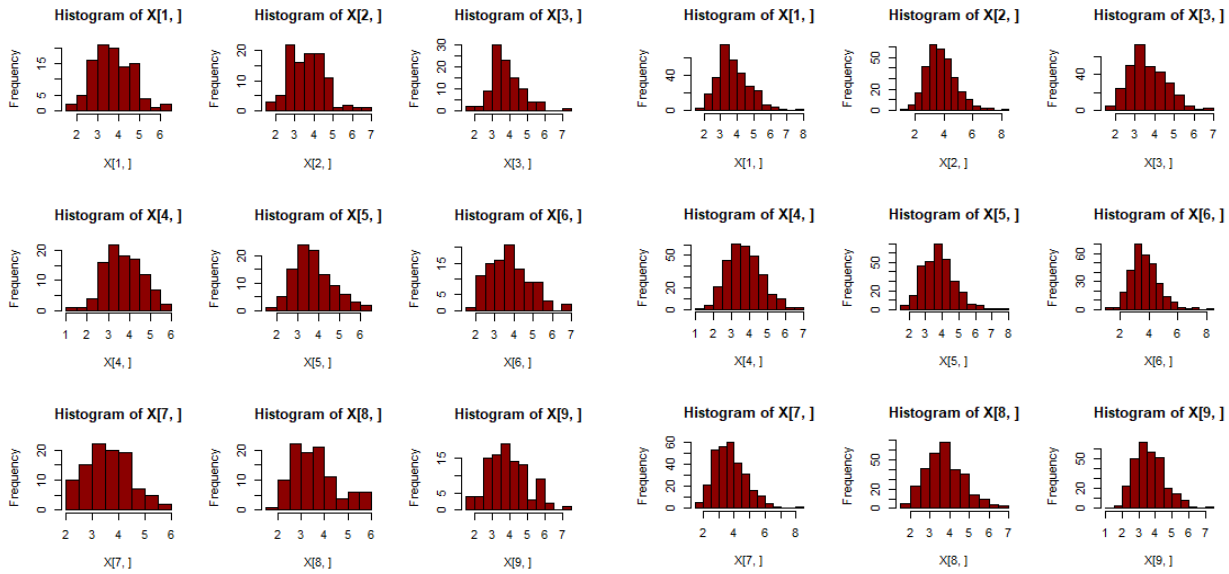 Histogram of X[1, ]
Frequency
0 5 15
2 3 4 5 6
X[1, ]
Histogram of X[2, ]
Frequency
0 10 20
2 3 4 5 6 7
X[2, ]
Histogram of X[3, ]
Frequency
0 10 20 30
2 3 4 5 6 7
X[3, ]
Histogram of X[1, ]
Frequency
0 40
2 3 4 5 6 7 8
X[1, ]
Histogram of X[2, ]
Frequency
0 20 50
2 4 6 8
X[2, ]
Histogram of X[3, ]
Frequency
0 40
2 3 4 5 6 7
X[3, ]
Histogram of X[4, ]
Frequency
0 10 20
1 2 3 4 5 6
X[4, ]
Histogram of X[5, ]
Frequency
0 10 20
2 3 4 5 6
X[5, ]
Histogram of X[6, ]
Frequency
0 5 15
2 3 4 5 6 7
X[6, ]
Histogram of X[4, ]
Frequency
0 20 50
1 2 3 4 5 6 7
X[4, ]
Histogram of X[5, ]
Frequency
0 20 50
2 3 4 5 6 7 8
X[5, ]
Histogram of X[6, ]
Frequency
0 20 60
2 4 6 8
X[6, ]
Histogram of X[7, ]
Frequency
0 10 20
2 3 4 5 6
X[7, ]
Histogram of X[8, ]
Frequency
0 10 20
2 3 4 5 6
X[8, ]
Histogram of X[9, ]
Frequency
0 5 15
2 3 4 5 6 7
X[9, ]
Histogram of X[7, ]
Frequency
0 20 40 60
2 4 6 8
X[7, ]
Histogram of X[8, ]
Frequency
0 20 40 60
2 3 4 5 6 7
X[8, ]
Histogram of X[9, ]
Frequency
0 20 50
1 2 3 4 5 6 7
X[9, ]